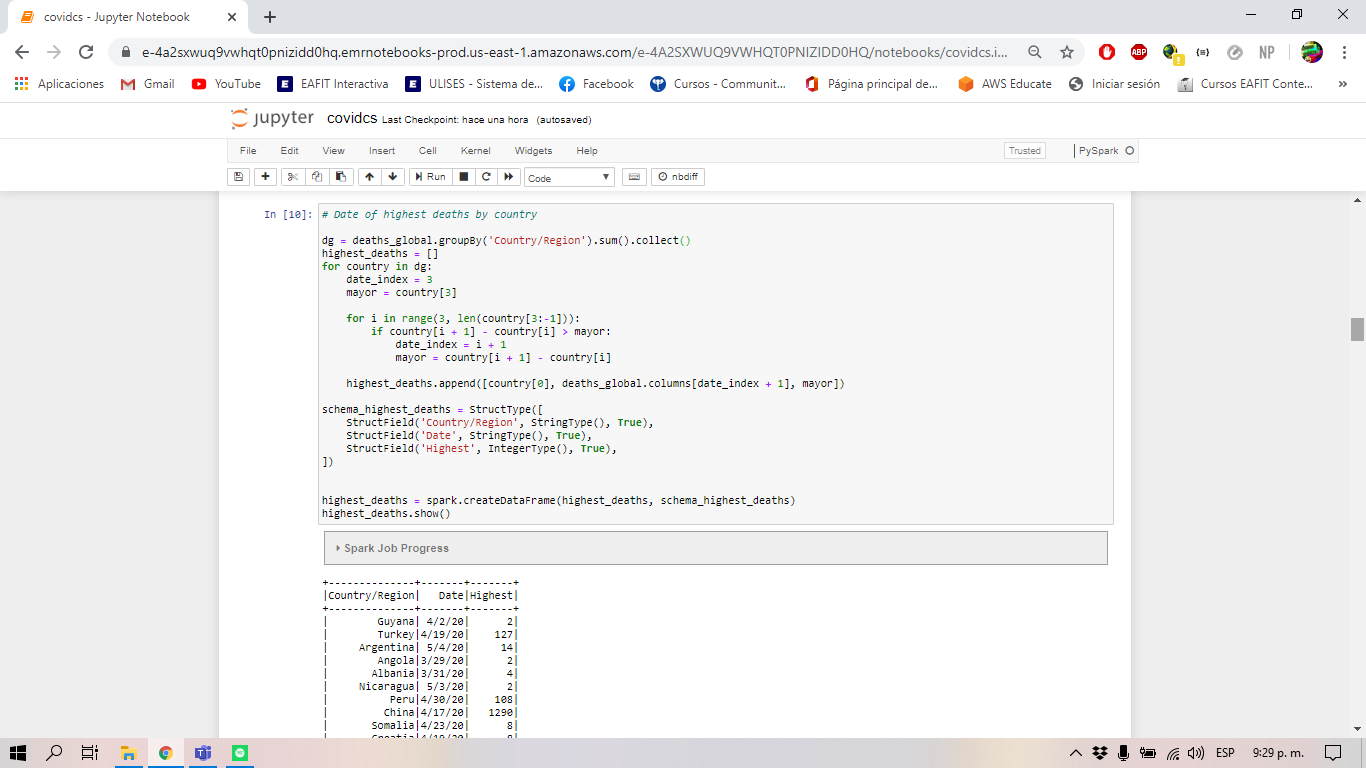 covidcs - Jupyter Notebook
e-4a2sxwuq9vwhqt0pnizidd0hq.emrnotebooks-prod.us-east-1.amazonaws.com/e-4A2SXWUQ9VWHQT0PNIZIDD0HQ/notebooks/covidcs.i...
ABP
NP
Aplicaciones Gmail YouTube EAFIT Interactiva ULISES - Sistema de... Facebook Cursos - Communit... Página principal de... AWS Educate Iniciar sesión Cursos EAFIT Conte... »
jupyter covidcs Last Checkpoint: hace una hora (autosaved)
File Edit View Insert Cell Kernel Widgets Help Trusted PySpark
Run Code nbdiff
In [10]: # Date of highest deaths by country
dg = deaths_global.groupBy('Country/Region').sum().collect()
highest_deaths = []
for country in dg:
    date_index = 3
    mayor = country[3]
    for i in range(3, len(country[3:-1])):
        if country[i + 1] - country[i] > mayor:
            date_index = i + 1
            mayor = country[i + 1] - country[i]
    highest_deaths.append([country[0], deaths_global.columns[date_index + 1], mayor])
schema_highest_deaths = StructType([
    StructField('Country/Region', StringType(), True),
    StructField('Date', StringType(), True),
    StructField('Highest', IntegerType(), True),
])
highest_deaths = spark.createDataFrame(highest_deaths, schema_highest_deaths)
highest_deaths.show()
Spark Job Progress
+--------------+-------+-------+
|Country/Region|   Date|Highest|
+--------------+-------+-------+
|        Guyana| 4/2/20|      2|
|        Turkey|4/19/20|    127|
|     Argentina| 5/4/20|     14|
|        Angola|3/29/20|      2|
|       Albania|3/31/20|      4|
|     Nicaragua| 5/3/20|      2|
|          Peru|4/30/20|    108|
|         China|4/17/20|   1290|
|       Somalia|4/23/20|      8|
|       Croatia|4/19/20|      8|
ESP 9:29 p. m.